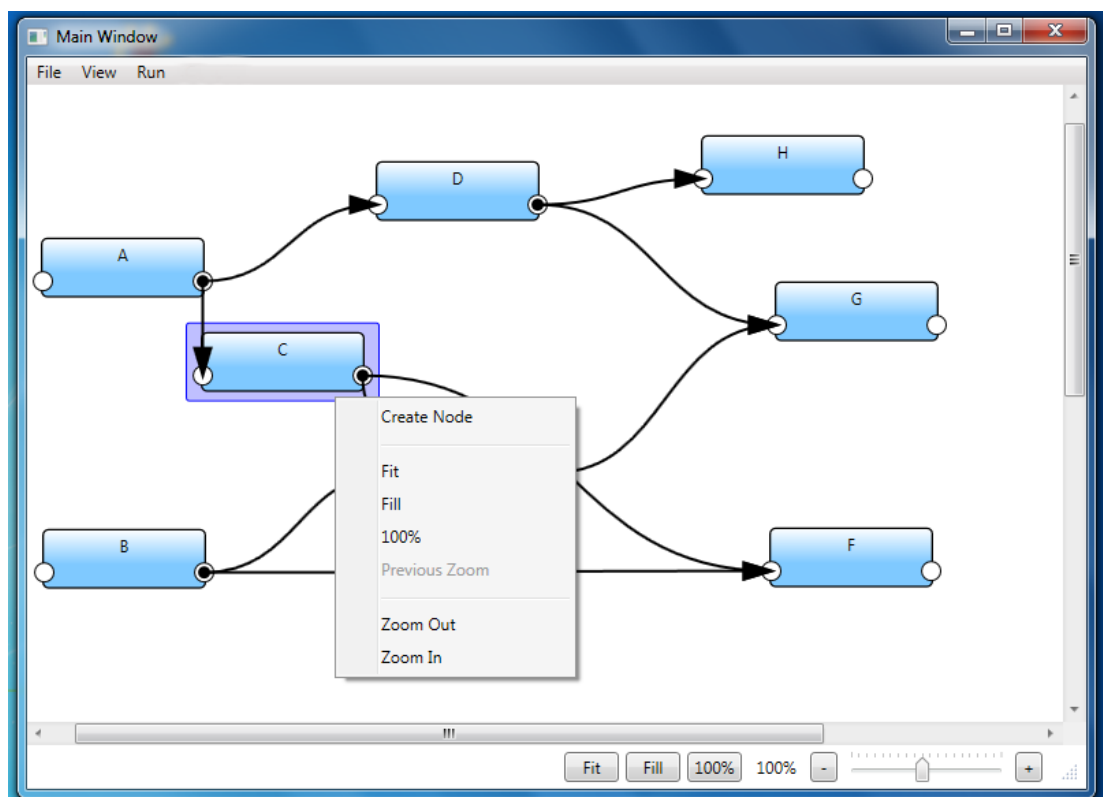 Main Window
File View Run
H
D
A
G
C
Create Node
Fit
Fill
100%
Previous Zoom
B
F
Zoom Out
Zoom In
Fit Fill 100% 100% - +